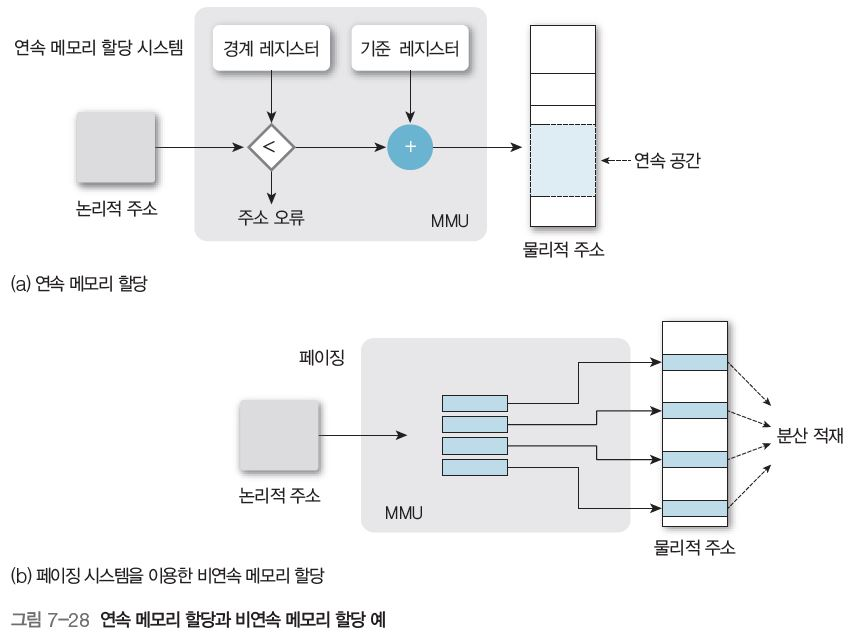 연속 메모리 할당 시스템
경계 레지스터
기준 레지스터
<
+
연속 공간
논리적 주소
주소 오류
MMU
물리적 주소
(a) 연속 메모리 할당
페이징
분산 적재
논리적 주소
MMU
물리적 주소
(b) 페이징 시스템을 이용한 비연속 메모리 할당
그림 7-28 연속 메모리 할당과 비연속 메모리 할당 예